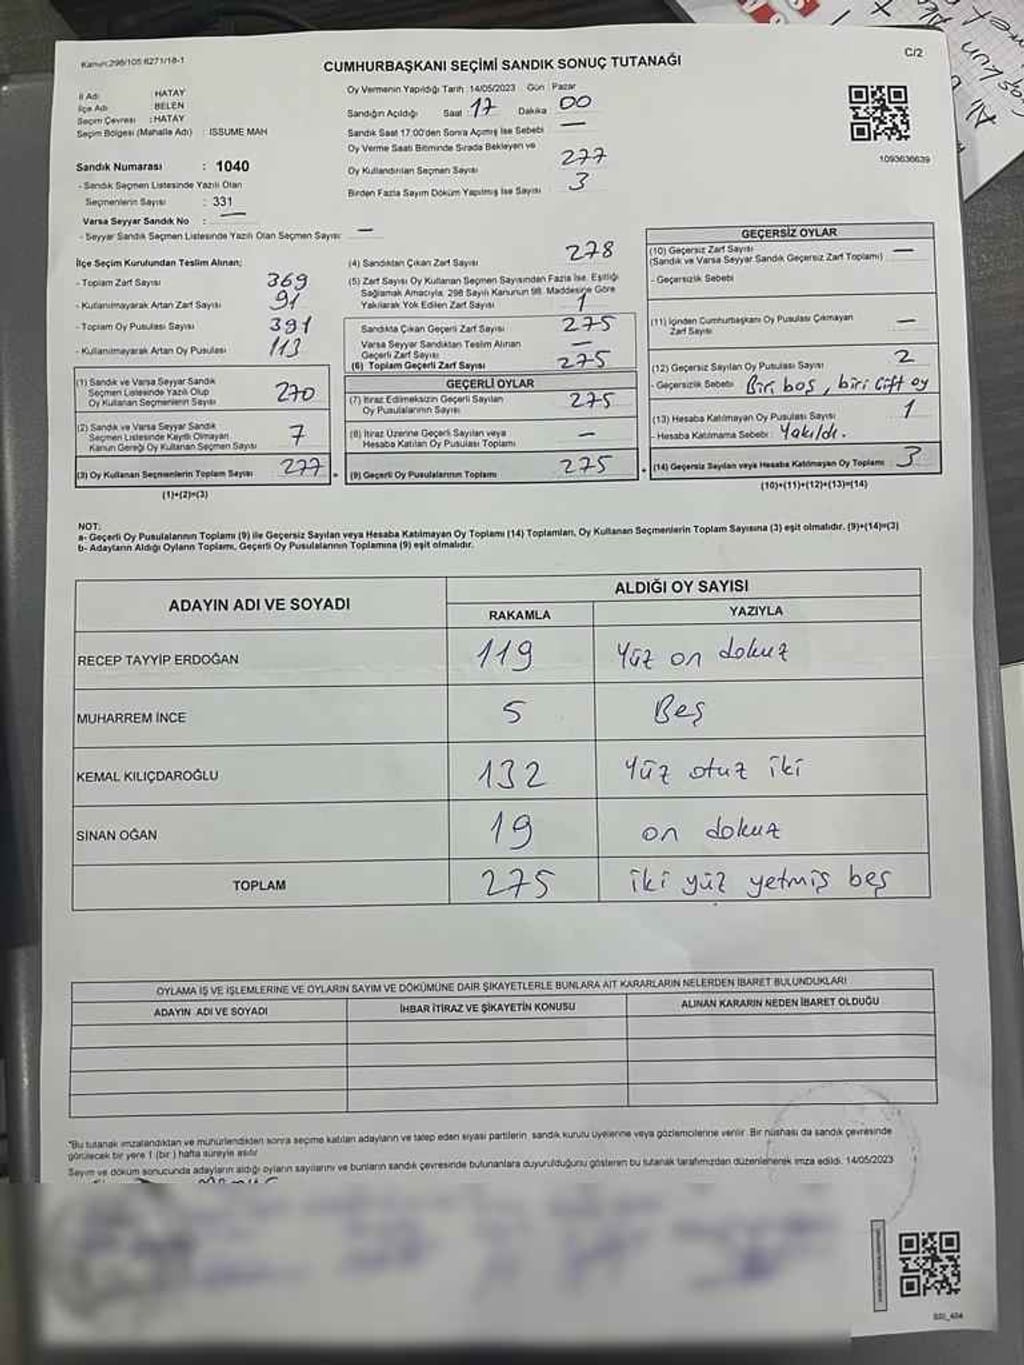 Kanun:298/105 6271/18-1
C/2
CUMHURBAŞKANI SEÇİMİ SANDIK SONUÇ TUTANAĞI
İl Adı : HATAY
İlçe Adı : BELEN
Seçim Çevresi : HATAY
Seçim Bölgesi (Mahalle Adı) : ISSUME MAH
Sandık Numarası : 1040
- Sandık Seçmen Listesinde Yazılı Olan
Seçmenlerin Sayısı : 331
Varsa Seyyar Sandık No : —
- Seyyar Sandık Seçmen Listesinde Yazılı Olan Seçmen Sayısı: —
Oy Vermenin Yapıldığı Tarih :14/05/2023 Gün : Pazar
Sandığın Açıldığı Saat : 17 Dakika 00
Sandık Saat 17:00'den Sonra Açımış İse Sebebi —
Oy Verme Saati Bitiminde Sırada Bekleyen ve
Oy Kullandırılan Seçmen Sayısı 277
Birden Fazla Sayım Döküm Yapılmış İse Sayısı 3
1093636639
İlçe Seçim Kurulundan Teslim Alınan;
- Toplam Zarf Sayısı 369
- Kullanılmayarak Artan Zarf Sayısı 91
- Toplam Oy Pusulası Sayısı 391
- Kullanılmayarak Artan Oy Pusulası 113
(1) Sandık ve Varsa Seyyar Sandık
Seçmen Listesinde Yazılı Olup
Oy Kullanan Seçmenlerin Sayısı 270
(2) Sandık ve Varsa Seyyar Sandık
Seçmen Listesinde Kayıtlı Olmayan
Kanun Gereği Oy Kullanan Seçmen Sayısı 7
(3) Oy Kullanan Seçmenlerin Toplam Sayısı 277
(1)+(2)=(3)
(4) Sandıktan Çıkan Zarf Sayısı 278
(5) Zarf Sayısı Oy Kullanan Seçmen Sayısından Fazla İse, Eşitliği
Sağlamak Amacıyla, 298 Sayılı Kanunun 98. Maddesine Göre
Yakılarak Yok Edilen Zarf Sayısı 1
Sandıkta Çıkan Geçerli Zarf Sayısı 275
Varsa Seyyar Sandıktan Teslim Alınan
Geçerli Zarf Sayısı —
(6) Toplam Geçerli Zarf Sayısı 275
GEÇERLİ OYLAR
(7) İtiraz Edilmeksizin Geçerli Sayılan
Oy Pusulalarının Sayısı 275
(8) İtiraz Üzerine Geçerli Sayılan veya
Hesaba Katılan Oy Pusulası Toplamı —
(9) Geçerli Oy Pusulalarının Toplamı 275
GEÇERSİZ OYLAR
(10) Geçersiz Zarf Sayısı —
(Sandık ve Varsa Seyyar Sandık Geçersiz Zarf Toplamı)
- Geçersizlik Sebebi
(11) İçinden Cumhurbaşkanı Oy Pusulası Çıkmayan
Zarf Sayısı —
(12) Geçersiz Sayılan Oy Pusulası Sayısı 2
- Geçersizlik Sebebi Biri boş, biri çift oy
(13) Hesaba Katılmayan Oy Pusulası Sayısı 1
- Hesaba Katılmama Sebebi Yakıldı.
(14) Geçersiz Sayılan veya Hesaba Katılmayan Oy Toplamı 3
(10)+(11)+(12)+(13)=(14)
NOT:
a- Geçerli Oy Pusulalarının Toplamı (9) ile Geçersiz Sayılan veya Hesaba Katılmayan Oy Toplamı (14) Toplamları, Oy Kullanan Seçmenlerin Toplam Sayısına (3) eşit olmalıdır. (9)+(14)=(3)
b- Adayların Aldığı Oyların Toplamı, Geçerli Oy Pusulalarının Toplamına (9) eşit olmalıdır.
ADAYIN ADI VE SOYADI ALDIĞI OY SAYISI
RAKAMLA YAZIYLA
RECEP TAYYİP ERDOĞAN 119 Yüz on dokuz
MUHARREM İNCE 5 Beş
KEMAL KILIÇDAROĞLU 132 Yüz otuz iki
SİNAN OĞAN 19 on dokuz
TOPLAM 275 iki yüz yetmiş beş
OYLAMA İŞ VE İŞLEMLERİNE VE OYLARIN SAYIM VE DÖKÜMÜNE DAİR ŞİKAYETLERLE BUNLARA AİT KARARLARIN NELERDEN İBARET BULUNDUKLARI
ADAYIN ADI VE SOYADI İHBAR İTİRAZ VE ŞİKAYETİN KONUSU ALINAN KARARIN NEDEN İBARET OLDUĞU
"Bu tutanak imzalandıktan ve mühürlendikten sonra seçime katılan adayların ve talep eden siyasi partilerin, sandık kurulu üyelerine veya gözlemcilerine verilir. Bir nüshası da sandık çevresinde
görülecek bir yere 1 (bir ) hafta süreyle asılır
Sayım ve döküm sonucunda adayların aldığı oyların sayılarını ve bunların sandık çevresinde bulunanlara duyurulduğunu gösteren bu tutanak tarafımızdan düzenlenerek imza edildi. 14/05/2023